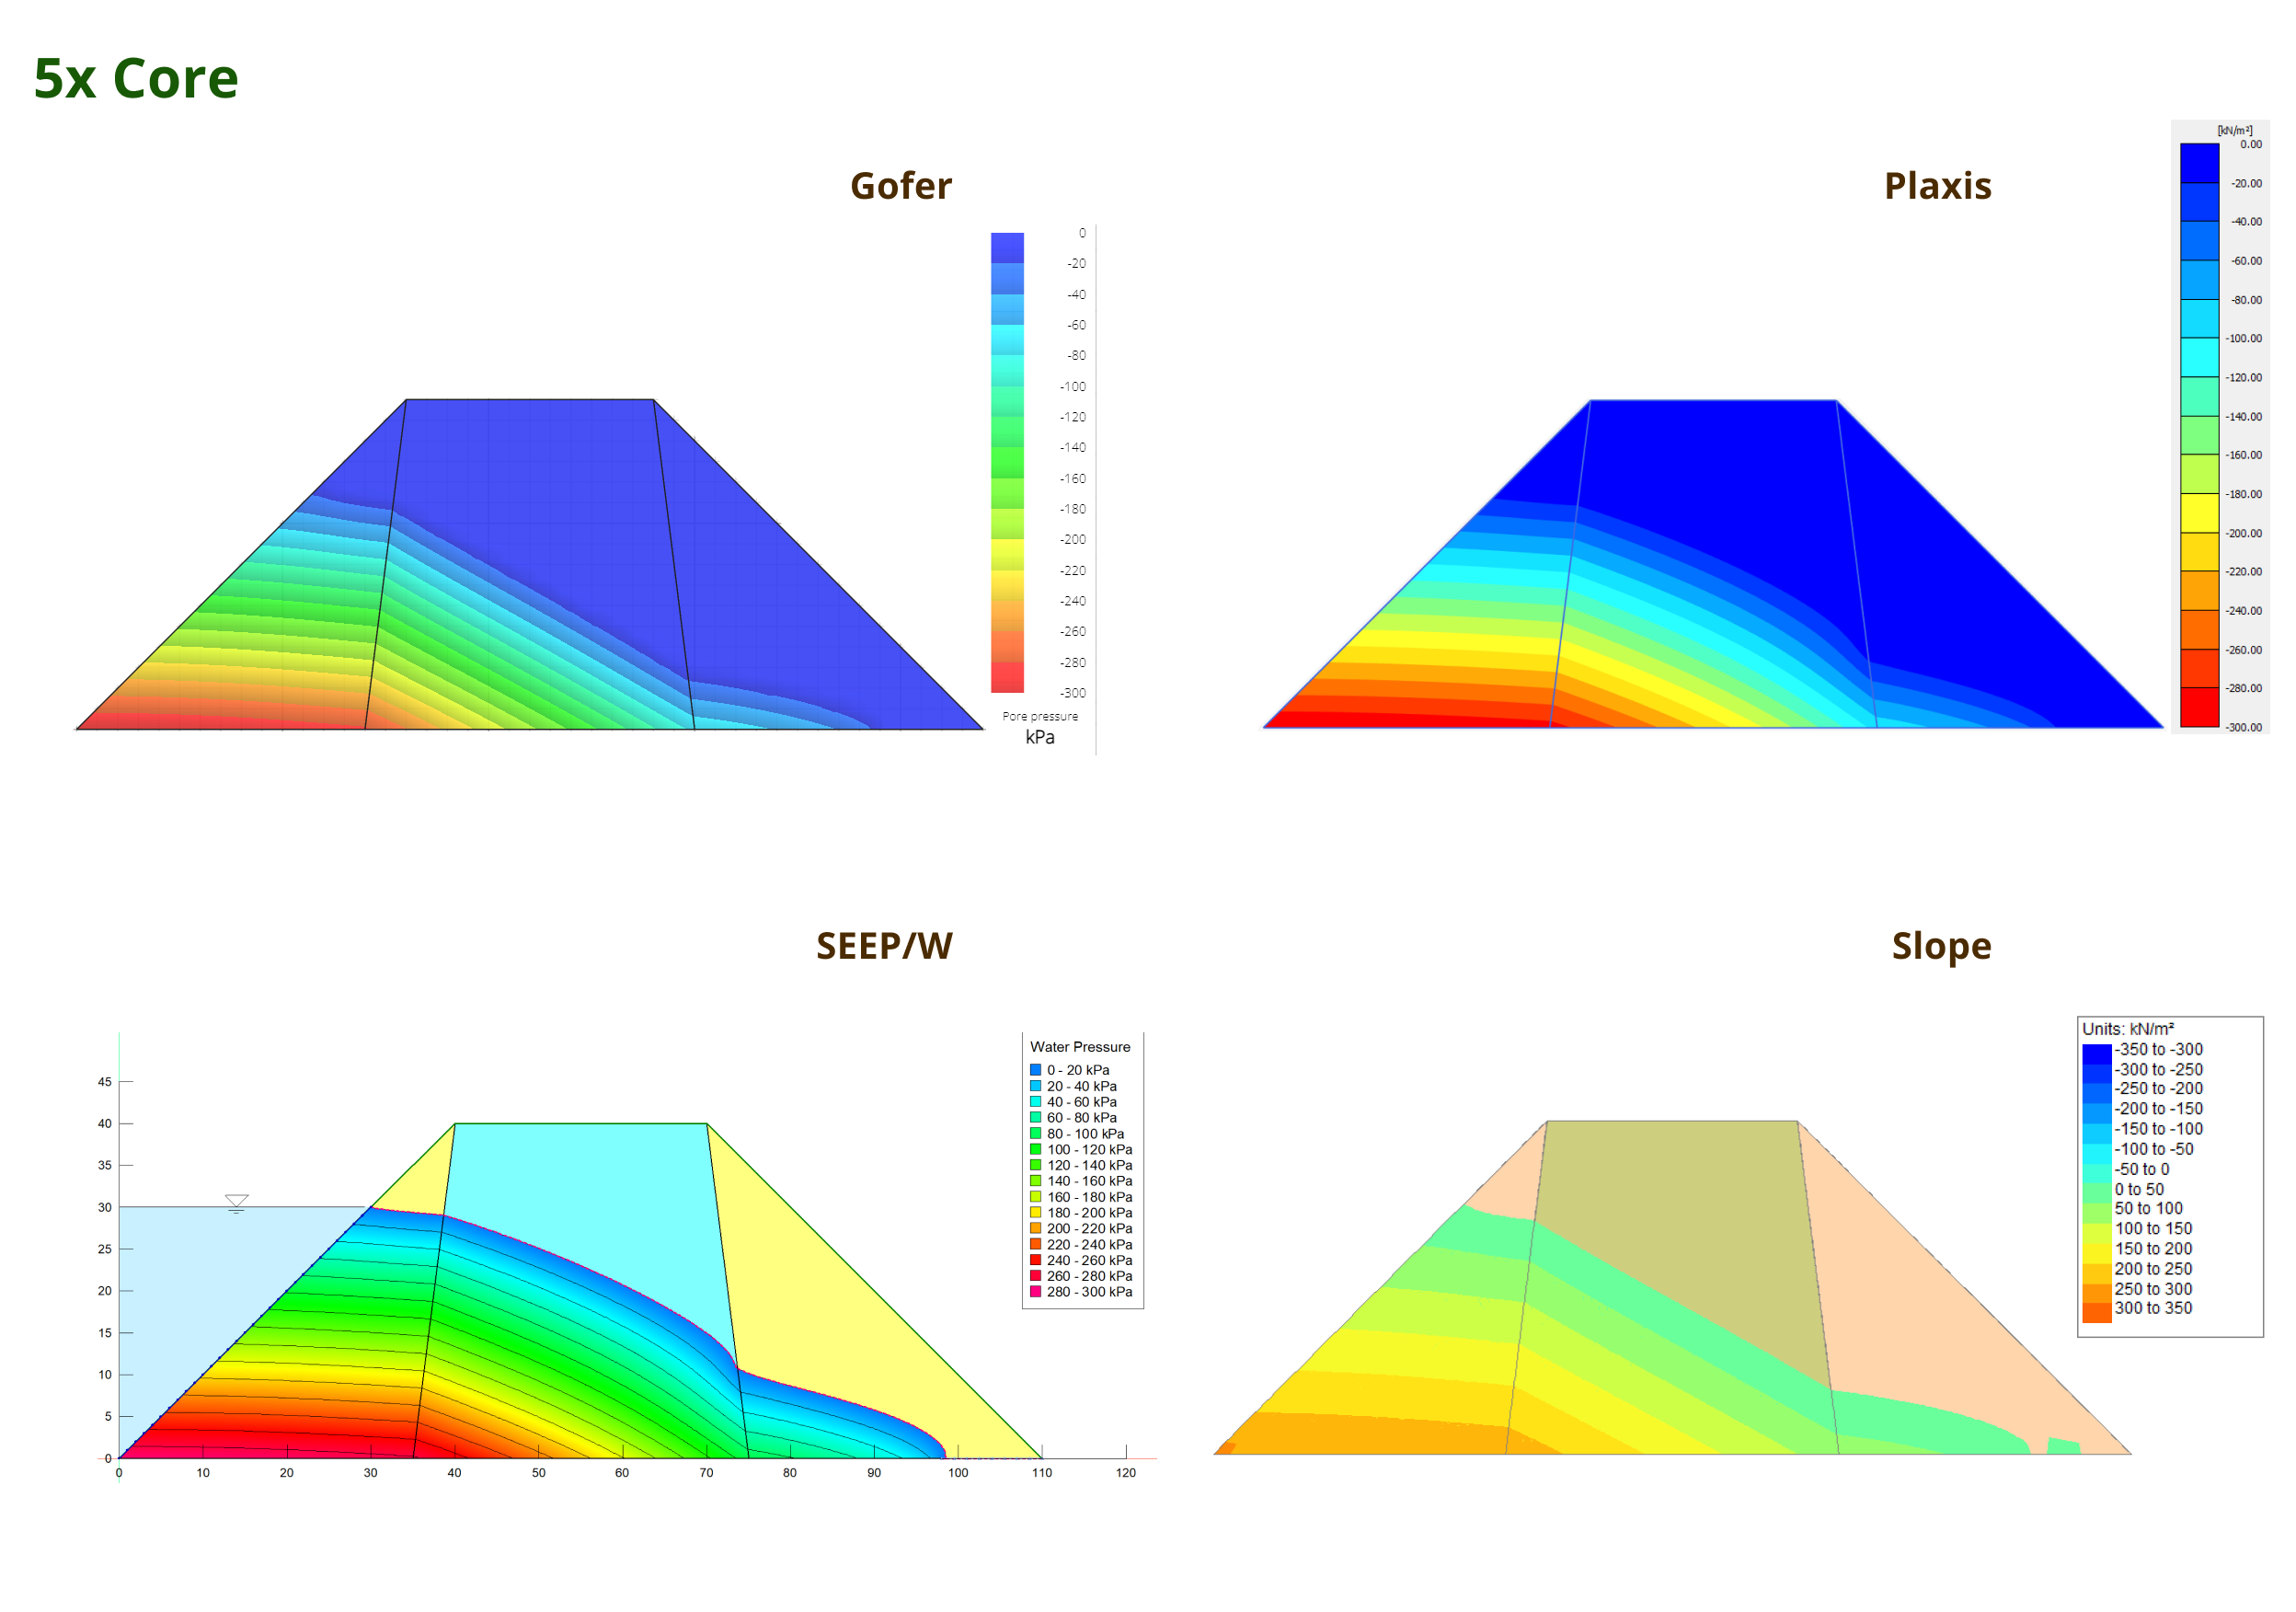 5x Core
Gofer
0
-20
-40
-60
-80
-100
-120
-140
-160
-180
-200
-220
-240
-260
-280
-300
Pore pressure
kPa
Plaxis
[kN/m²]
0.00
-20.00
-40.00
-60.00
-80.00
-100.00
-120.00
-140.00
-160.00
-180.00
-200.00
-220.00
-240.00
-260.00
-280.00
-300.00
SEEP/W
45
40
35
30
25
20
15
10
5
0
0 10 20 30 40 50 60 70 80 90 100 110 120
Water Pressure
0 - 20 kPa
20 - 40 kPa
40 - 60 kPa
60 - 80 kPa
80 - 100 kPa
100 - 120 kPa
120 - 140 kPa
140 - 160 kPa
160 - 180 kPa
180 - 200 kPa
200 - 220 kPa
220 - 240 kPa
240 - 260 kPa
260 - 280 kPa
280 - 300 kPa
Slope
Units: kN/m²
-350 to -300
-300 to -250
-250 to -200
-200 to -150
-150 to -100
-100 to -50
-50 to 0
0 to 50
50 to 100
100 to 150
150 to 200
200 to 250
250 to 300
300 to 350